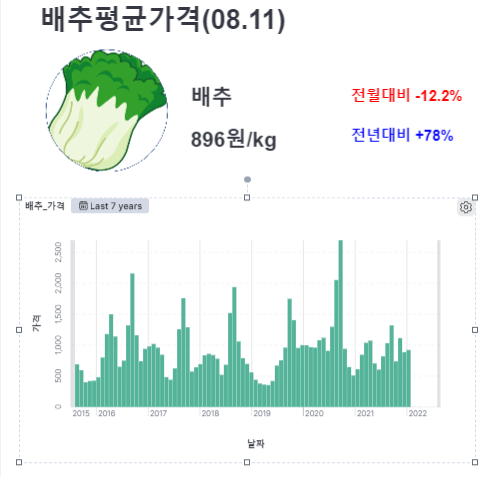 배추평균가격(08.11)
배추
전월대비 -12.2%
896원/kg
전년대비 +78%
배추_가격
Last 7 years
2,500
2,000
1,500
1,000
500
0
가격
2015 2016 2017 2018 2019 2020 2021 2022
날짜